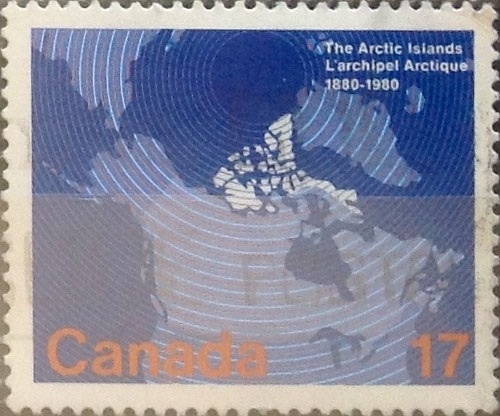 The Arctic Islands
L'archipel Arctique
1880-1980
Canada 17